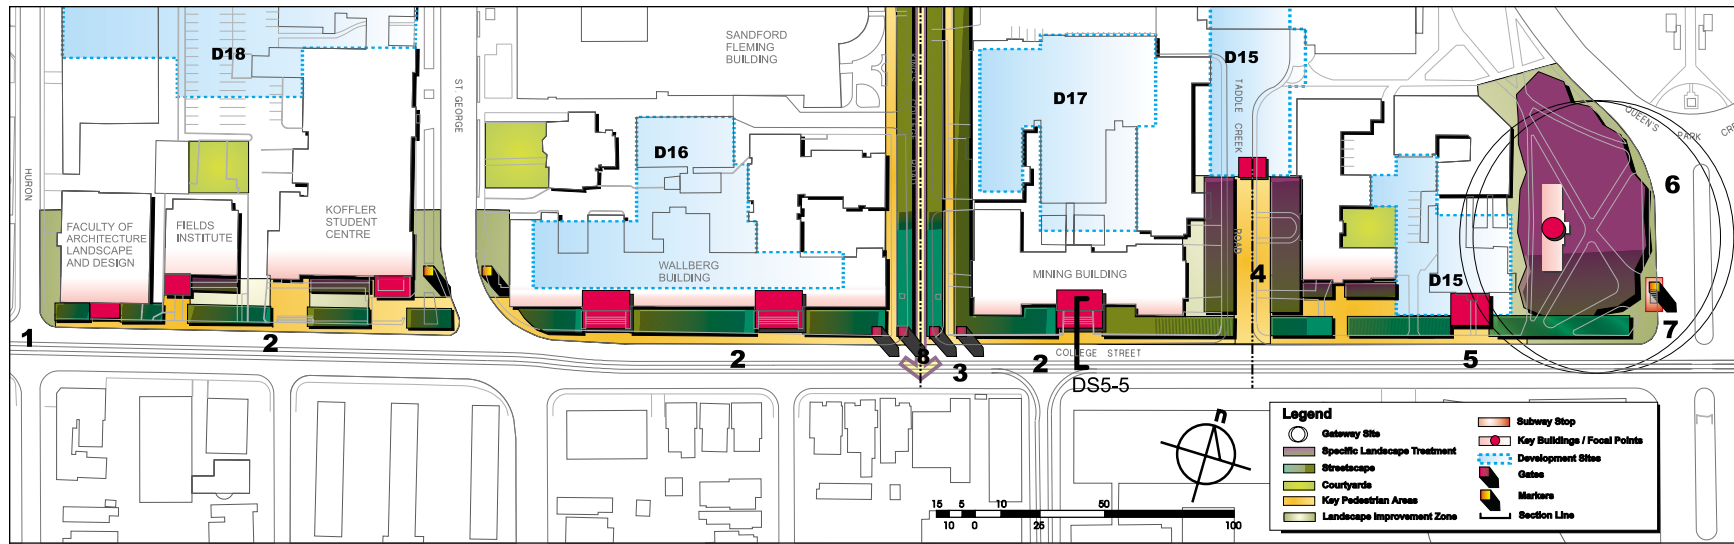 D18
SANDFORD
FLEMING
BUILDING
D15
D17
D16
ST. GEORGE
TADDLE CREEK ROAD
QUEEN'S PARK
HURON
KOFFLER
STUDENT
CENTRE
FACULTY OF
ARCHITECTURE
LANDSCAPE
AND DESIGN
FIELDS
INSTITUTE
WALLBERG
BUILDING
MINING BUILDING
D15
6
4
7
1
2
2
8
3
2
5
COLLEGE STREET
DS5-5
n
15 5 10 50
10 0 25 100
Legend
Gateway Site
Specific Landscape Treatment
Streetscape
Courtyards
Key Pedestrian Areas
Landscape Improvement Zone
Subway Stop
Key Buildings / Focal Points
Development Sites
Gates
Markers
Section Line